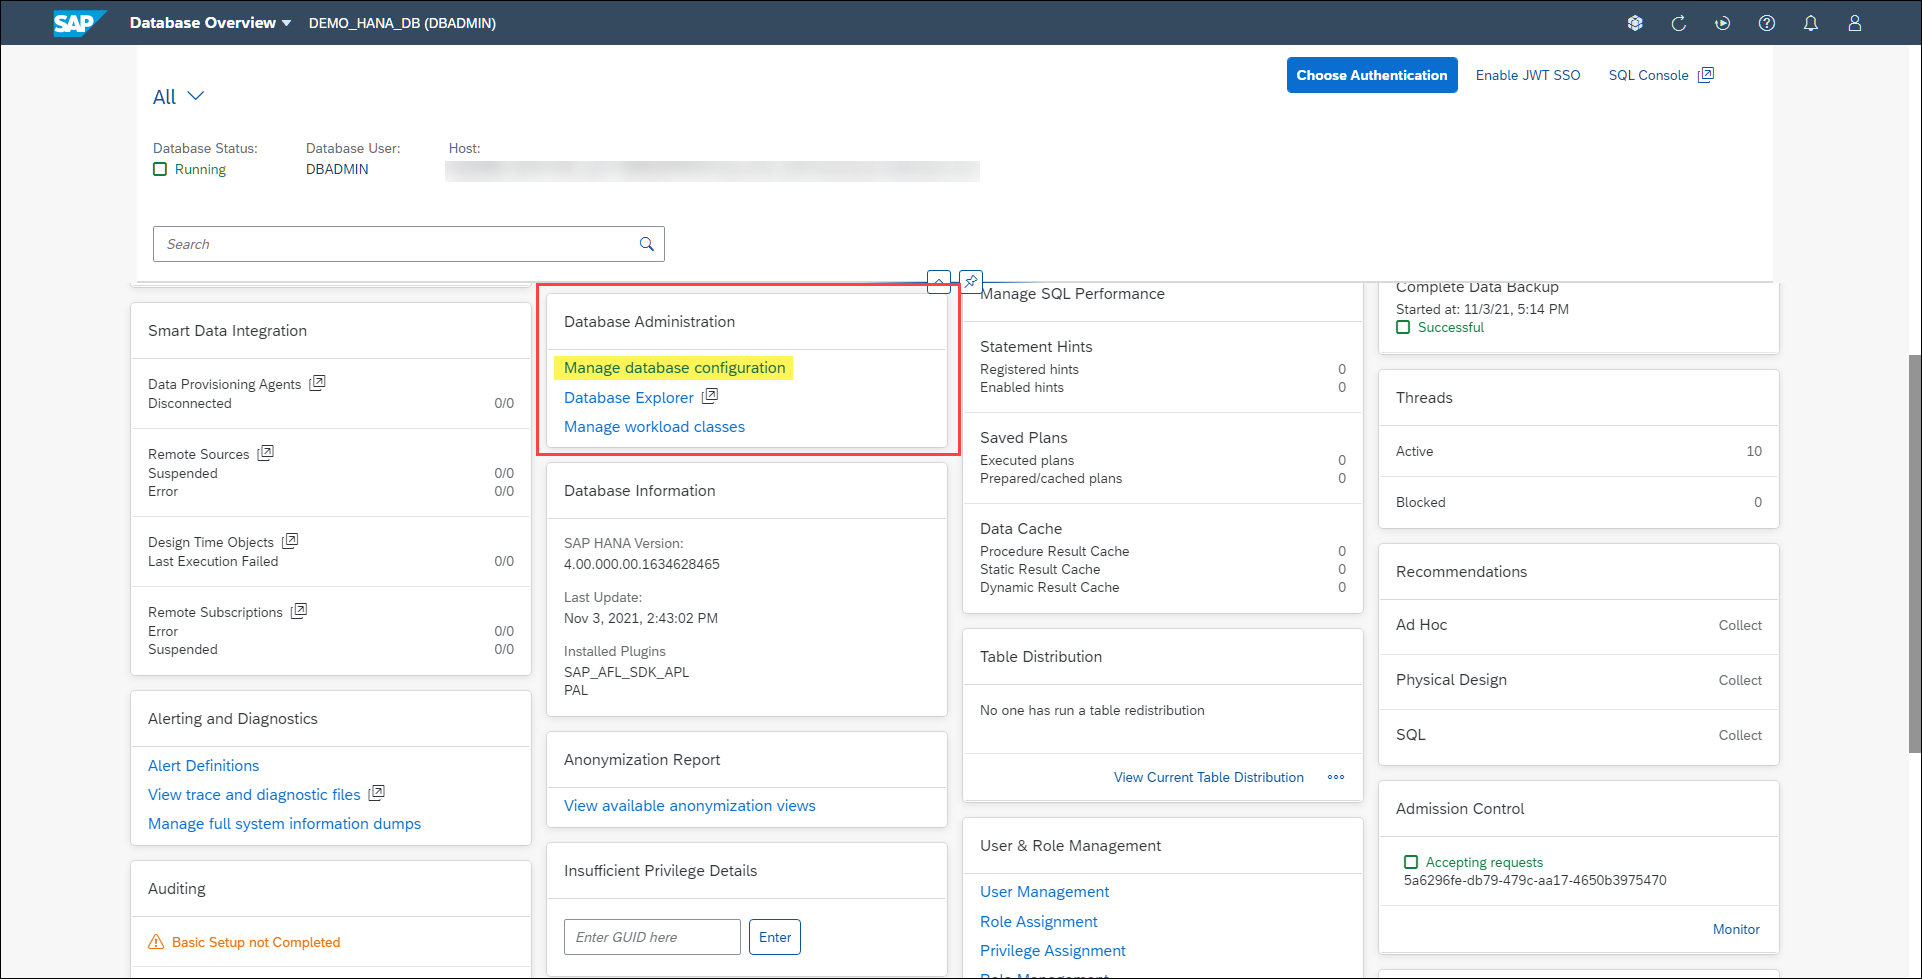 SAP Database Overview DEMO_HANA_DB (DBADMIN)
Choose Authentication Enable JWT SSO SQL Console
All
Database Status: Database User: Host:
Running DBADMIN
Search
Smart Data Integration
Data Provisioning Agents
Disconnected 0/0
Remote Sources
Suspended 0/0
Error 0/0
Design Time Objects
Last Execution Failed 0/0
Remote Subscriptions
Error 0/0
Suspended 0/0
Alerting and Diagnostics
Alert Definitions
View trace and diagnostic files
Manage full system information dumps
Auditing
Basic Setup not Completed
Database Administration
Manage database configuration
Database Explorer
Manage workload classes
Database Information
SAP HANA Version:
4.00.000.00.1634628465
Last Update:
Nov 3, 2021, 2:43:02 PM
Installed Plugins
SAP_AFL_SDK_APL
PAL
Anonymization Report
View available anonymization views
Insufficient Privilege Details
Enter GUID here Enter
Manage SQL Performance
Statement Hints
Registered hints 0
Enabled hints 0
Saved Plans
Executed plans 0
Prepared/cached plans 0
Data Cache
Procedure Result Cache 0
Static Result Cache 0
Dynamic Result Cache 0
Table Distribution
No one has run a table redistribution
View Current Table Distribution
User & Role Management
User Management
Role Assignment
Privilege Assignment
Role Management
Complete Data Backup
Started at: 11/3/21, 5:14 PM
Successful
Threads
Active 10
Blocked 0
Recommendations
Ad Hoc Collect
Physical Design Collect
SQL Collect
Admission Control
Accepting requests
5a6296fe-db79-479c-aa17-4650b3975470
Monitor